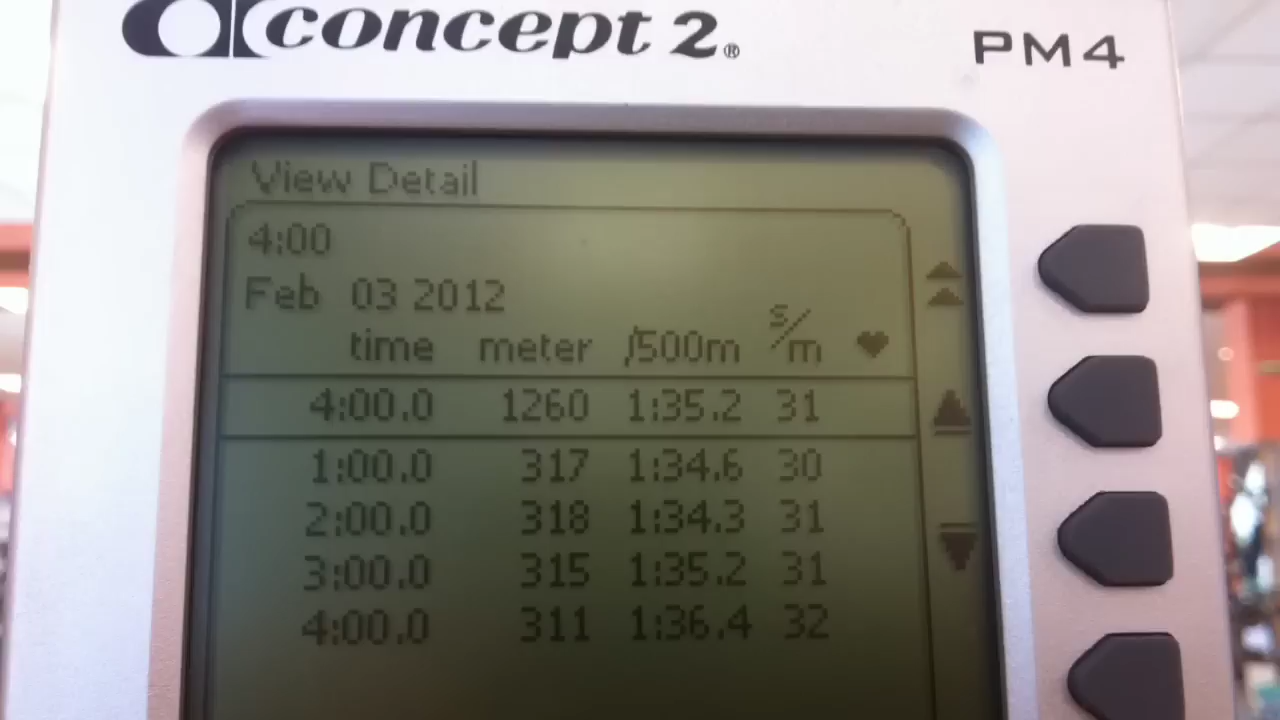 concept 2® PM4
View Detail
4:00
Feb 03 2012
time meter /500m s/m ♥
4:00.0 1260 1:35.2 31
1:00.0 317 1:34.6 30
2:00.0 318 1:34.3 31
3:00.0 315 1:35.2 31
4:00.0 311 1:36.4 32